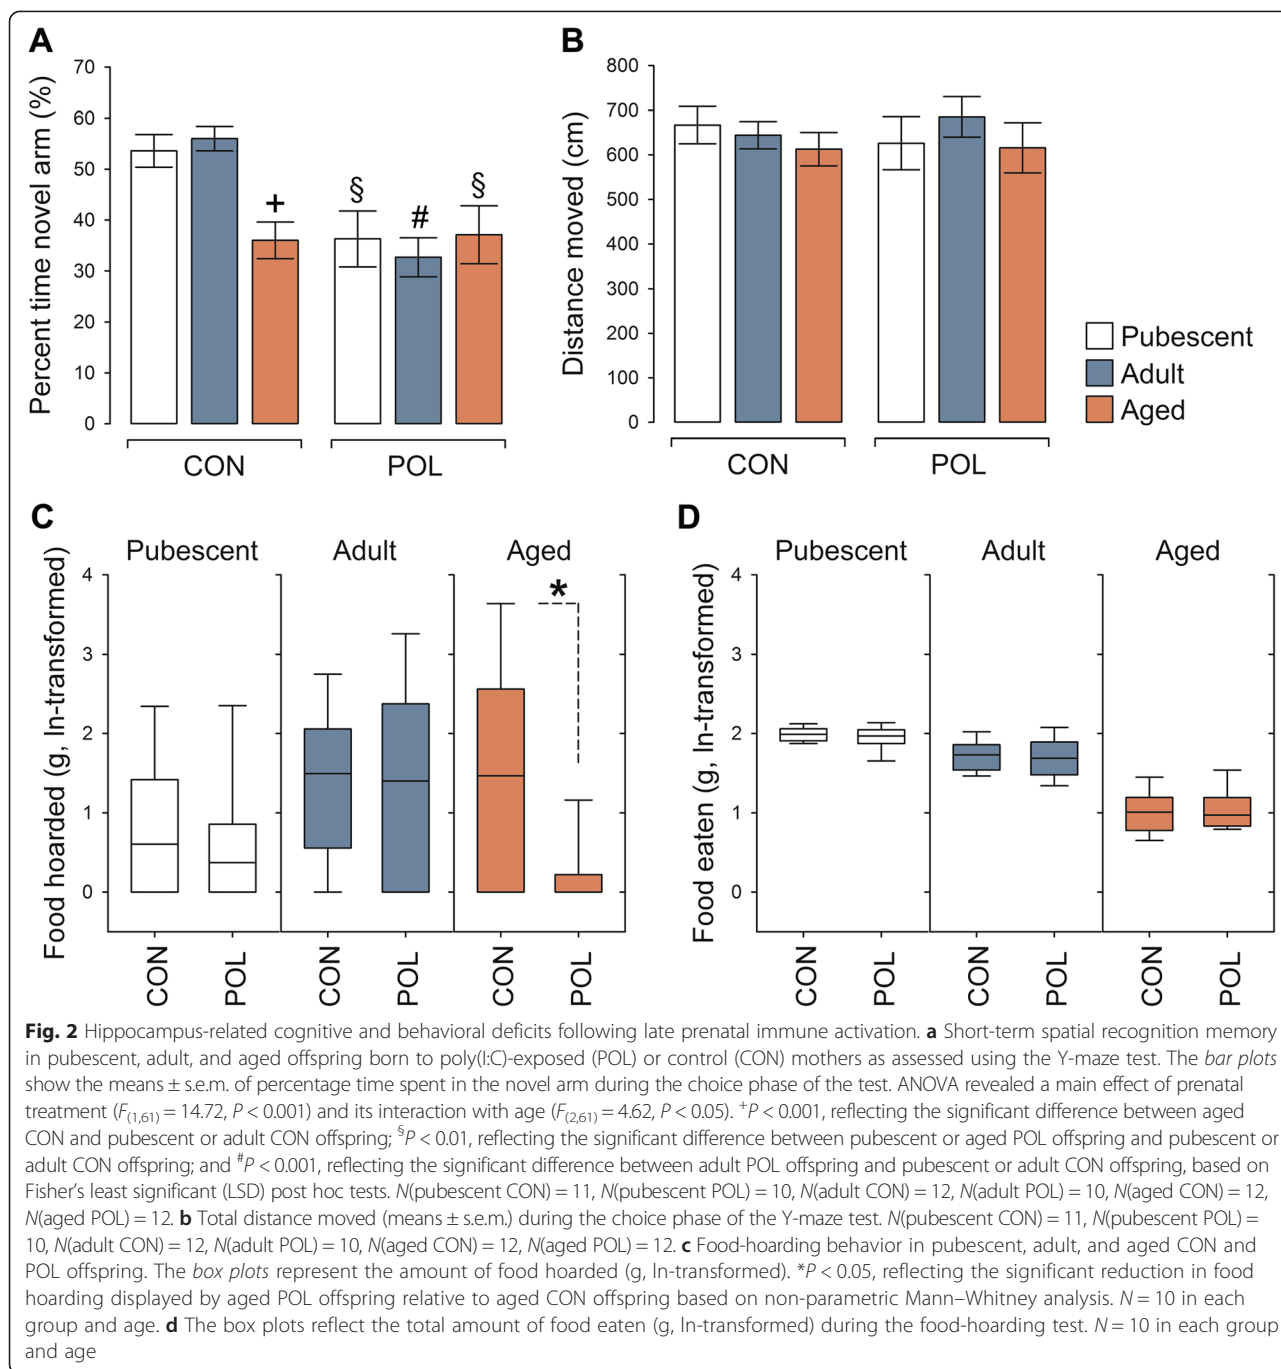 A
Percent time novel arm (%)
70
60
50
40
30
20
10
0
+
§
#
§
CON
POL
B
Distance moved (cm)
800
700
600
500
400
300
200
100
0
CON
POL
Pubescent
Adult
Aged
C
Food hoarded (g, ln-transformed)
Pubescent
Adult
Aged
4
3
2
1
0
*
CON
POL
CON
POL
CON
POL
D
Food eaten (g, ln-transformed)
Pubescent
Adult
Aged
4
3
2
1
0
CON
POL
CON
POL
CON
POL
Fig. 2 Hippocampus-related cognitive and behavioral deficits following late prenatal immune activation. a Short-term spatial recognition memory
in pubescent, adult, and aged offspring born to poly(I:C)-exposed (POL) or control (CON) mothers as assessed using the Y-maze test. The bar plots
show the means ± s.e.m. of percentage time spent in the novel arm during the choice phase of the test. ANOVA revealed a main effect of prenatal
treatment (F(1,61) = 14.72, P < 0.001) and its interaction with age (F(2,61) = 4.62, P < 0.05). +P < 0.001, reflecting the significant difference between aged
CON and pubescent or adult CON offspring; §P < 0.01, reflecting the significant difference between pubescent or aged POL offspring and pubescent or
adult CON offspring; and #P < 0.001, reflecting the significant difference between adult POL offspring and pubescent or adult CON offspring, based on
Fisher's least significant (LSD) post hoc tests. N(pubescent CON) = 11, N(pubescent POL) = 10, N(adult CON) = 12, N(adult POL) = 10, N(aged CON) = 12,
N(aged POL) = 12. b Total distance moved (means ± s.e.m.) during the choice phase of the Y-maze test. N(pubescent CON) = 11, N(pubescent POL) =
10, N(adult CON) = 12, N(adult POL) = 10, N(aged CON) = 12, N(aged POL) = 12. c Food-hoarding behavior in pubescent, adult, and aged CON and
POL offspring. The box plots represent the amount of food hoarded (g, ln-transformed). *P < 0.05, reflecting the significant reduction in food
hoarding displayed by aged POL offspring relative to aged CON offspring based on non-parametric Mann–Whitney analysis. N = 10 in each
group and age. d The box plots reflect the total amount of food eaten (g, ln-transformed) during the food-hoarding test. N = 10 in each group
and age